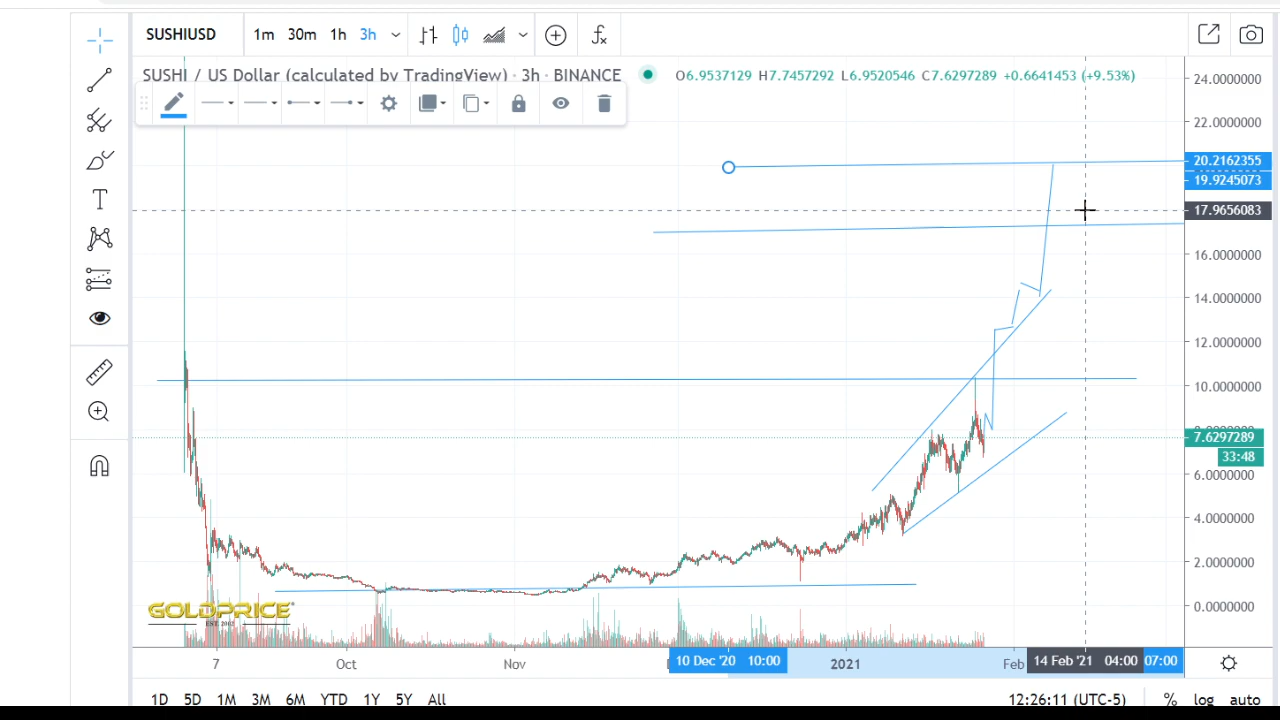 SUSHIUSD 1m 30m 1h 3h
SUSHI / US Dollar (calculated by TradingView) · 3h · BINANCE O6.9537129 H7.7457292 L6.9520546 C7.6297289 +0.6641453 (+9.53%)
24.0000000
22.0000000
20.2162355
19.9245073
17.9656083
16.0000000
14.0000000
12.0000000
10.0000000
7.6297289
33:48
6.0000000
4.0000000
2.0000000
0.0000000
GOLDPRICE
EST. 2002
7 Oct Nov 10 Dec '20 10:00 2021 Feb 14 Feb '21 04:00 07:00
1D 5D 1M 3M 6M YTD 1Y 5Y All 12:26:11 (UTC-5) % log auto